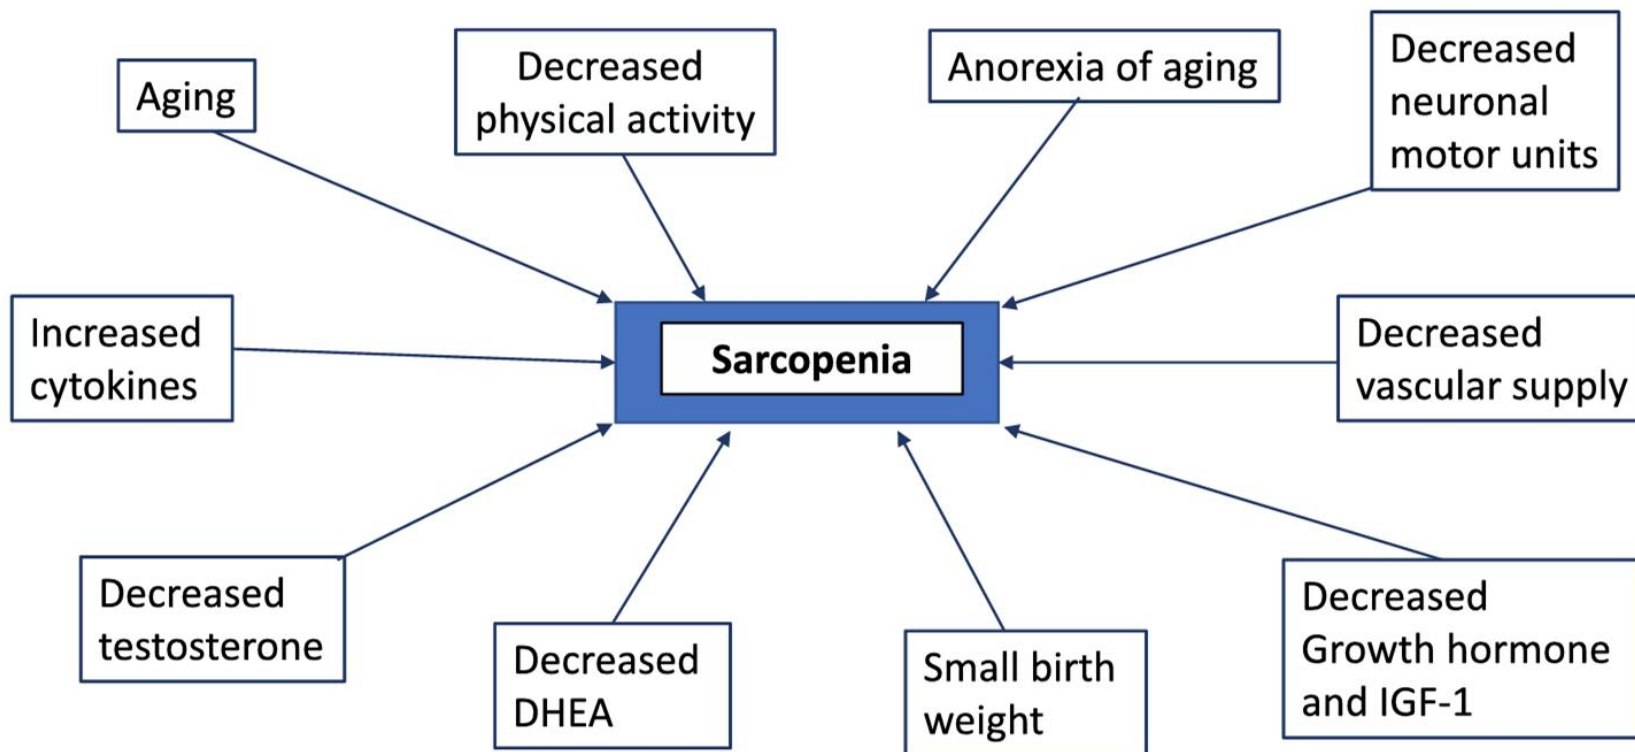 Aging
Decreased
physical activity
Anorexia of aging
Decreased
neuronal
motor units
Increased
cytokines
Sarcopenia
Decreased
vascular supply
Decreased
testosterone
Decreased
DHEA
Small birth
weight
Decreased
Growth hormone
and IGF-1